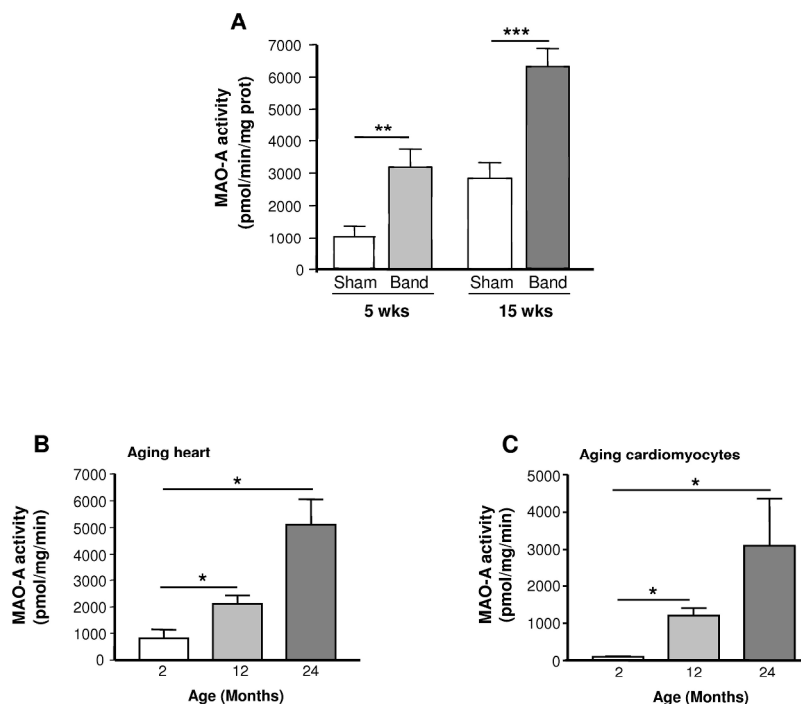 A
MAO-A activity
(pmol/min/mg prot)
7000
6000
5000
4000
3000
2000
1000
0
**
***
Sham Band Sham Band
5 wks 15 wks
B
Aging heart
MAO-A activity
(pmol/mg/min)
7000
6000
5000
4000
3000
2000
1000
0
*
*
2 12 24
Age (Months)
C
Aging cardiomyocytes
MAO-A activity
(pmol/mg/min)
5000
4000
3000
2000
1000
0
*
*
2 12 24
Age (Months)